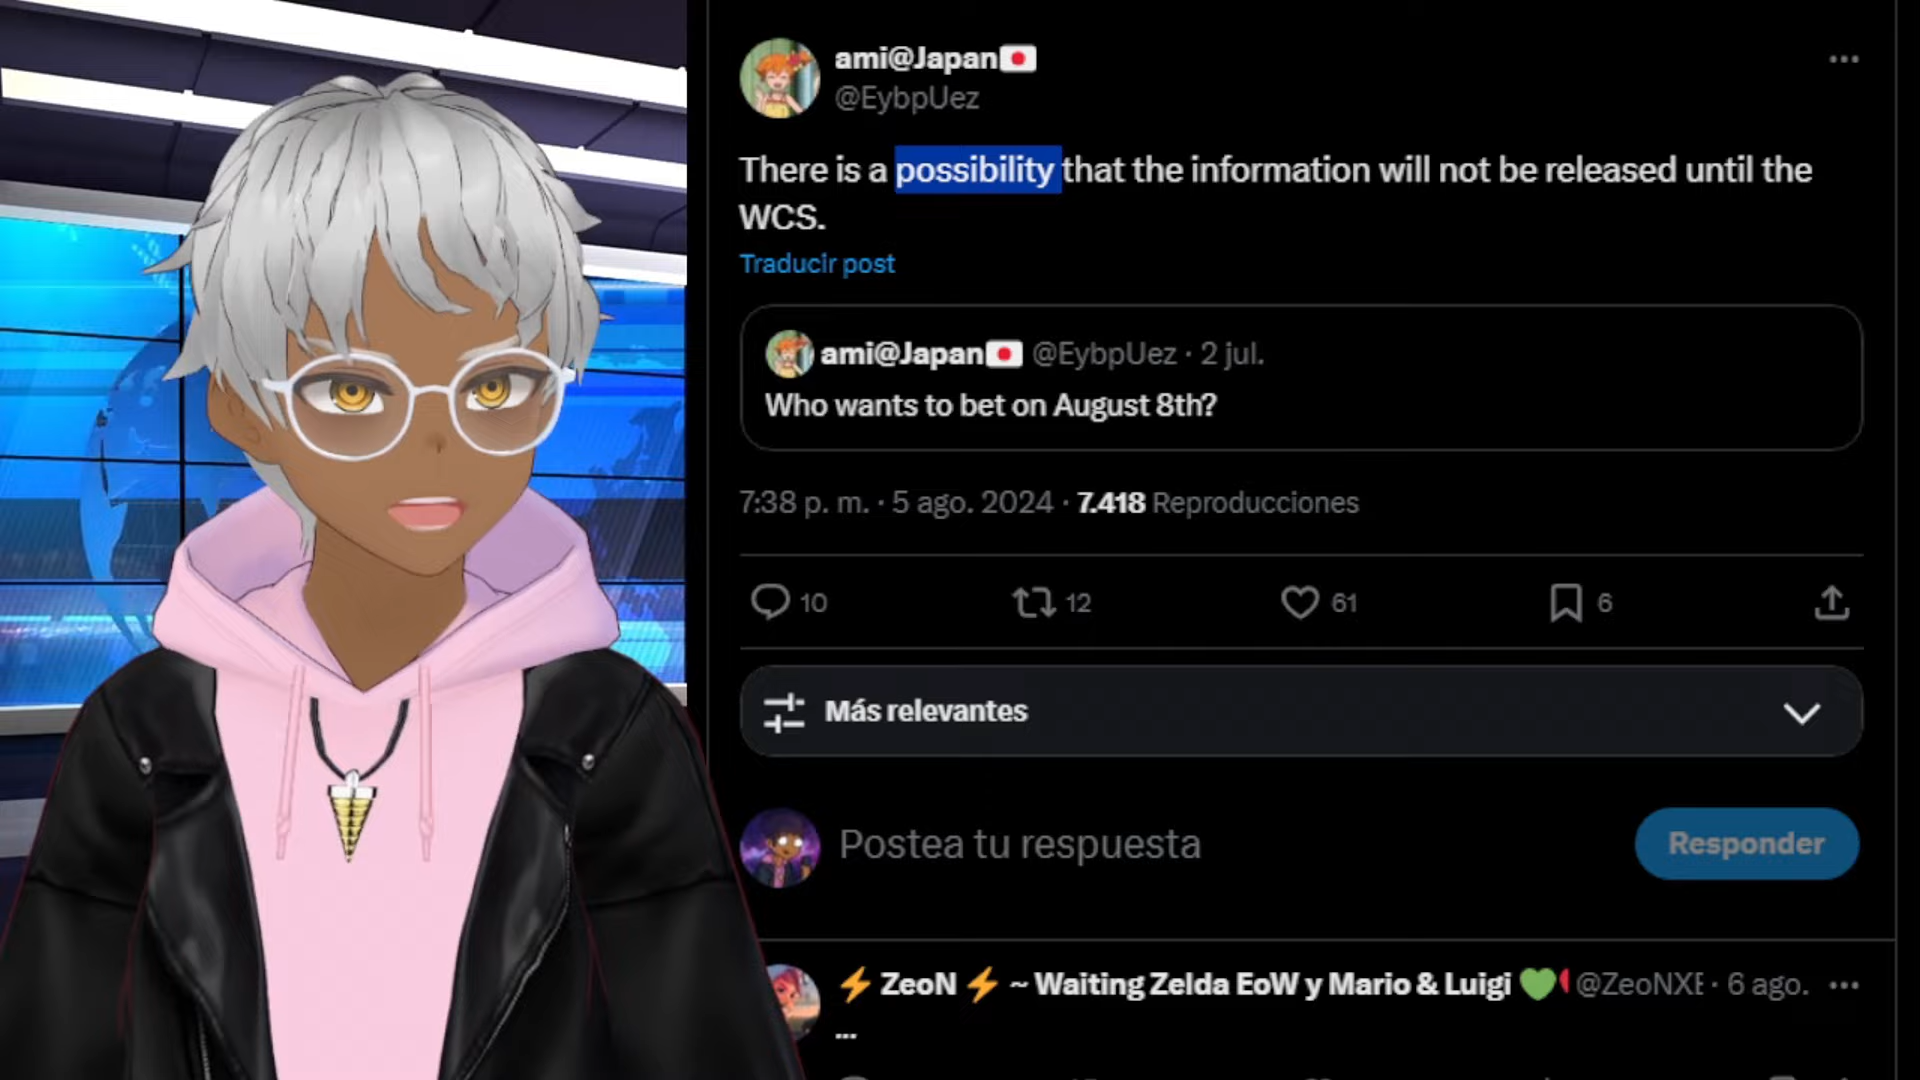 ami@Japan🇯🇵
@EybpUez
There is a possibility that the information will not be released until the
WCS.
Traducir post
ami@Japan🇯🇵 @EybpUez · 2 jul.
Who wants to bet on August 8th?
7:38 p. m. · 5 ago. 2024 · 7.418 Reproducciones
10 12 61 6
Más relevantes
Postea tu respuesta
Responder
⚡ ZeoN ⚡ ~ Waiting Zelda EoW y Mario & Luigi 💚 @ZeoNXE · 6 ago.
...